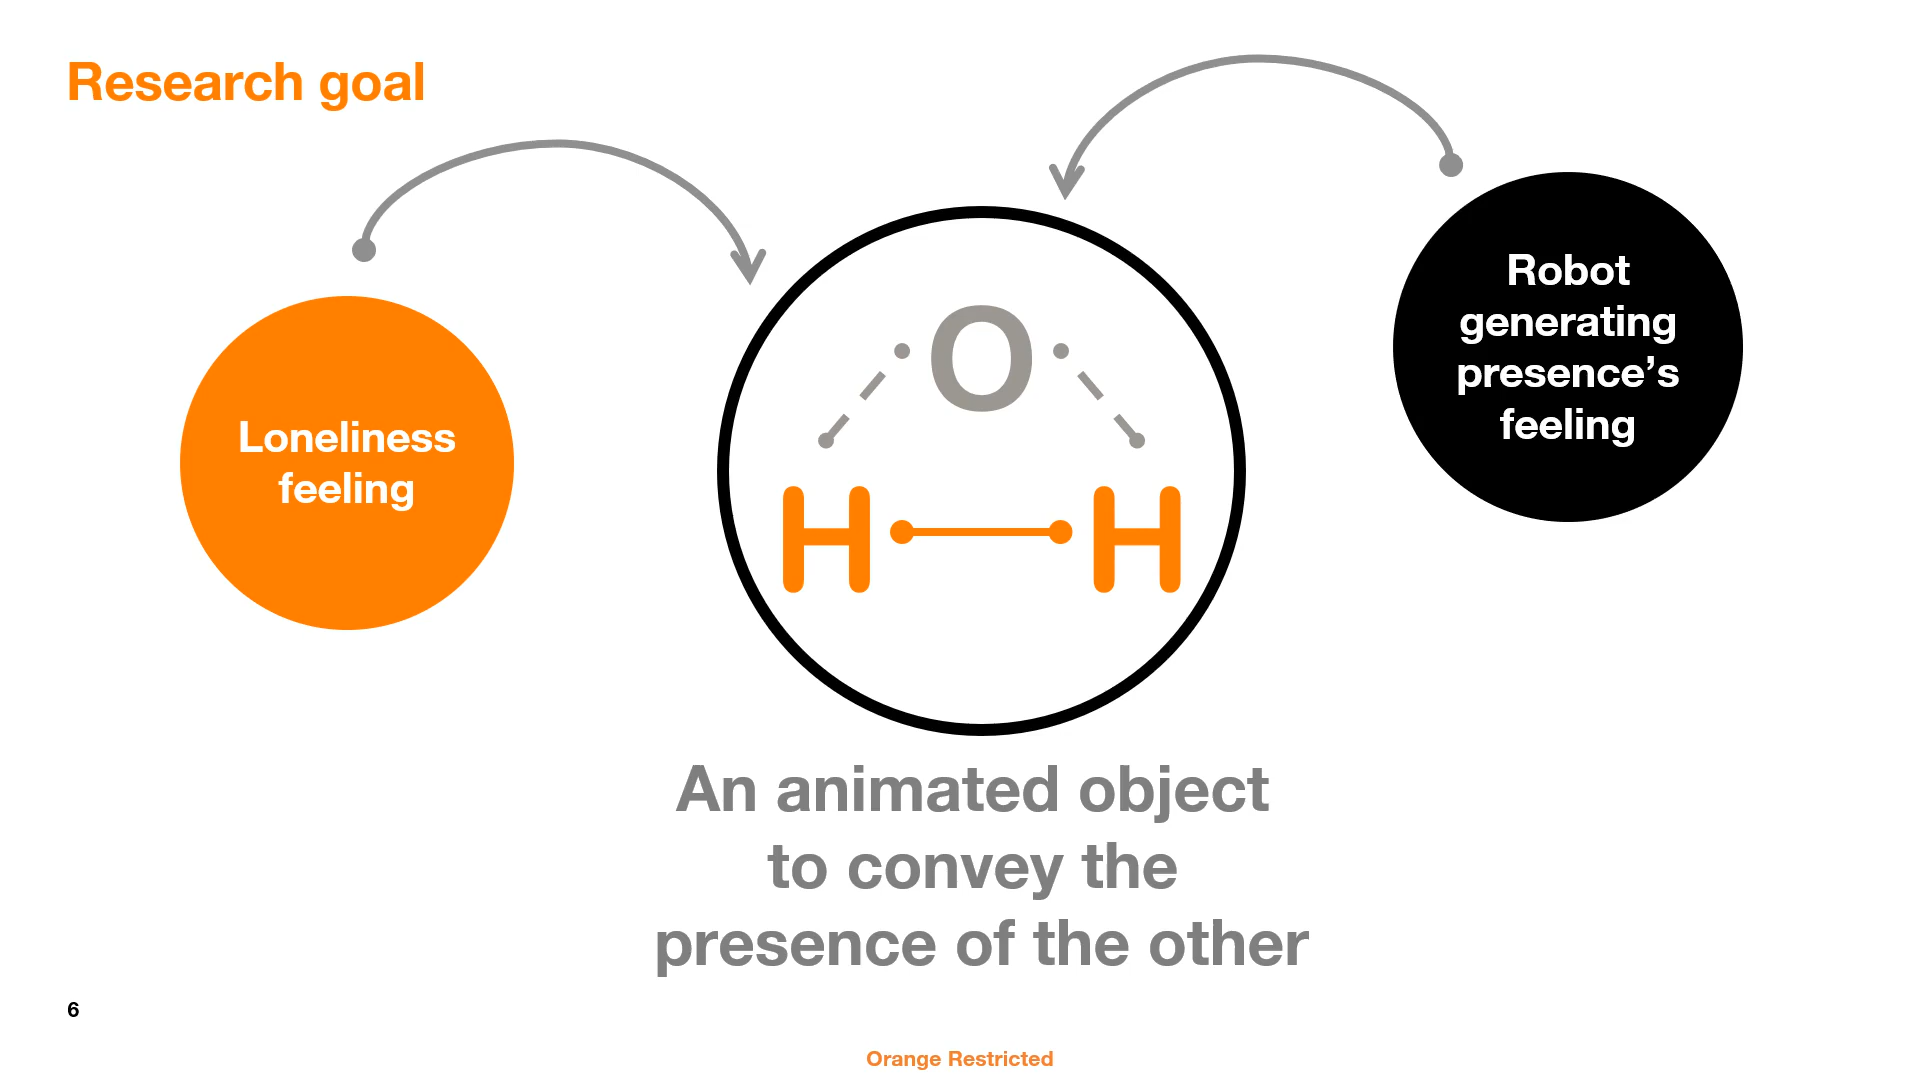 Research goal
Loneliness
feeling
O
H H
Robot
generating
presence’s
feeling
An animated object
to convey the
presence of the other
6
Orange Restricted